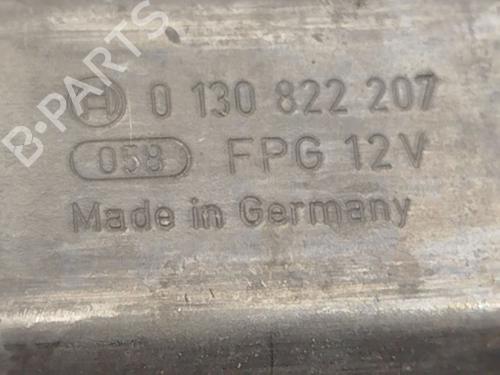 B-PARTS
0 130 822 207
058 FPG 12V
Made in Germany